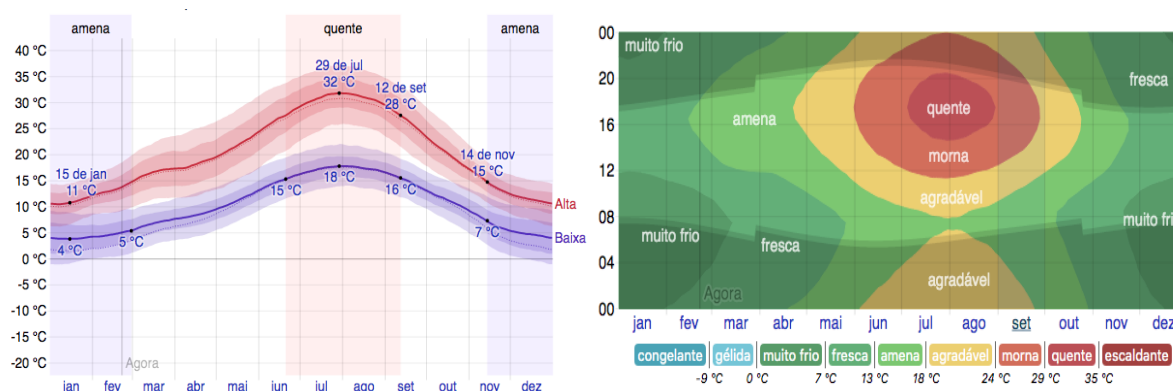 amena quente amena
40 °C
35 °C
30 °C
25 °C
20 °C
15 °C
10 °C
5 °C
0 °C
-5 °C
-10 °C
-15 °C
-20 °C
29 de jul
32 °C
12 de set
28 °C
15 de jan
11 °C
14 de nov
15 °C
4 °C
5 °C
15 °C
18 °C
16 °C
7 °C
Alta
Baixa
Agora
jan fev mar abr mai jun jul ago set out nov dez
00
20
16
12
08
04
00
muito frio
fresca
quente
amena
morna
agradável
muito frio
muito fri
fresca
agradável
Agora
jan fev mar abr mai jun jul ago set out nov dez
congelante gélida muito frio fresca amena agradável morna quente escaldante
-9 °C 0 °C 7 °C 13 °C 18 °C 24 °C 29 °C 35 °C